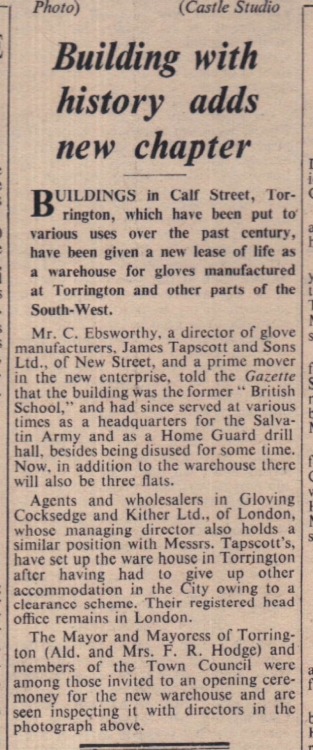 Photo) (Castle Studio
Building with
history adds
new chapter
BUILDINGS in Calf Street, Tor-
rington, which have been put to
various uses over the past century,
have been given a new lease of life as
a warehouse for gloves manufactured
at Torrington and other parts of the
South-West.
Mr. C. Ebsworthy, a director of glove
manufacturers, James Tapscott and Sons
Ltd., of New Street, and a prime mover
in the new enterprise, told the Gazette
that the building was the former " British
School," and had since served at various
times as a headquarters for the Salva-
tin Army and as a Home Guard drill
hall, besides being disused for some time.
Now, in addition to the warehouse there
will also be three flats.
Agents and wholesalers in Gloving
Cocksedge and Kither Ltd., of London,
whose managing director also holds a
similar position with Messrs. Tapscott's,
have set up the ware house in Torrington
after having had to give up other
accommodation in the City owing to a
clearance scheme. Their registered head
office remains in London.
The Mayor and Mayoress of Torring-
ton (Ald. and Mrs. F. R. Hodge) and
members of the Town Council were
among those invited to an opening cere-
money for the new warehouse and are
seen inspecting it with directors in the
photograph above.